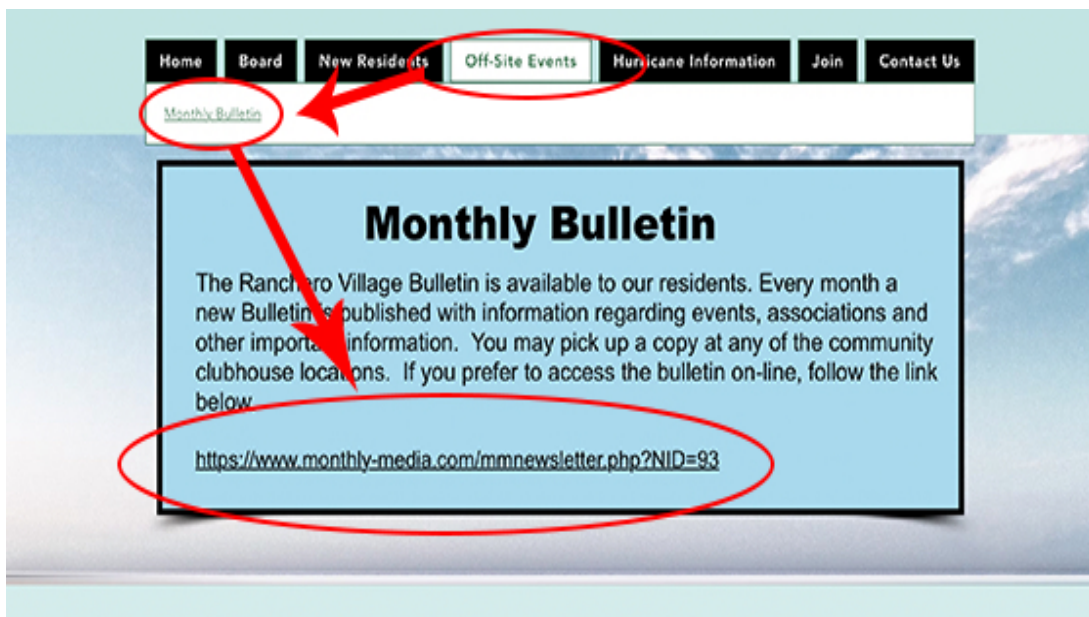 Home Board New Residents Off-Site Events Hurricane Information Join Contact Us
Monthly Bulletin
Monthly Bulletin
The Ranchero Village Bulletin is available to our residents. Every month a
new Bulletin is published with information regarding events, associations and
other important information. You may pick up a copy at any of the community
clubhouse locations. If you prefer to access the bulletin on-line, follow the link
below.
https://www.monthly-media.com/mmnewsletter.php?NID=93